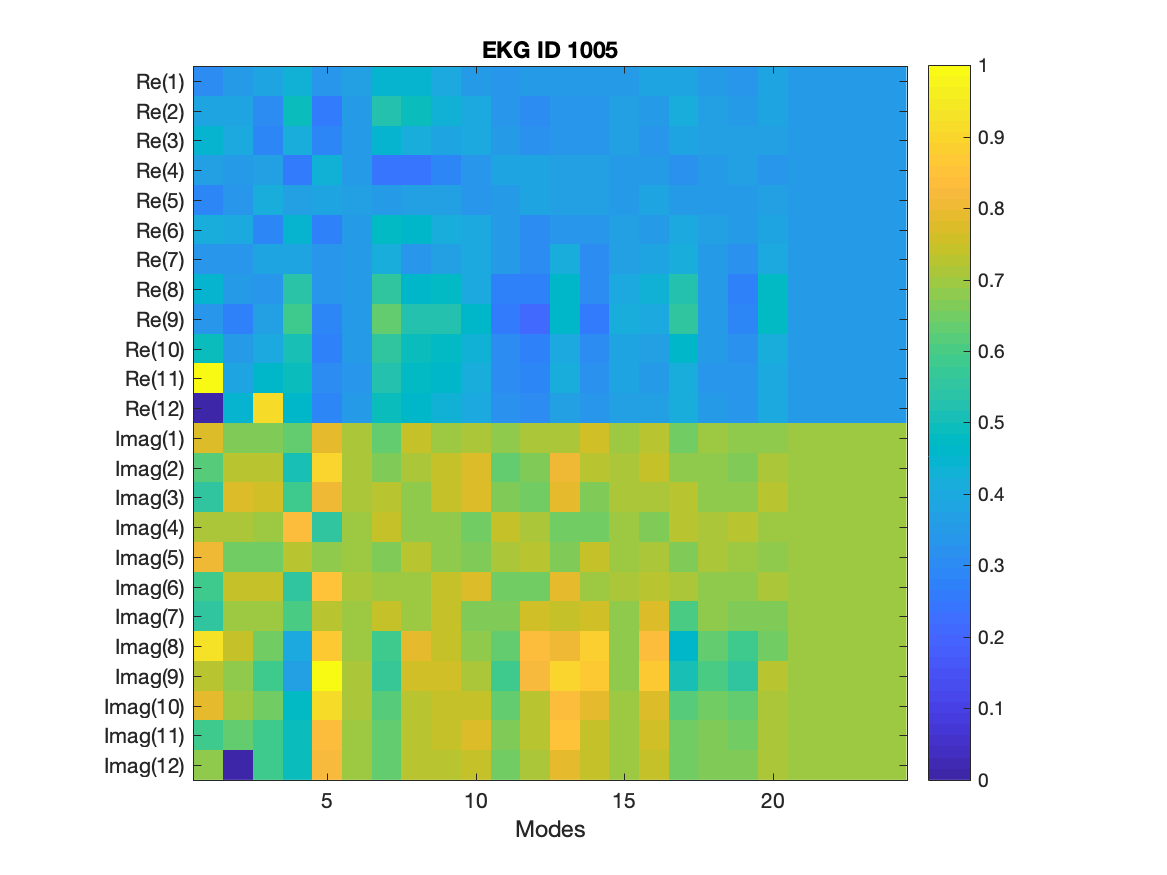 EKG ID 1005
Re(1)
Re(2)
Re(3)
Re(4)
Re(5)
Re(6)
Re(7)
Re(8)
Re(9)
Re(10)
Re(11)
Re(12)
Imag(1)
Imag(2)
Imag(3)
Imag(4)
Imag(5)
Imag(6)
Imag(7)
Imag(8)
Imag(9)
Imag(10)
Imag(11)
Imag(12)
5 10 15 20
Modes
1
0.9
0.8
0.7
0.6
0.5
0.4
0.3
0.2
0.1
0